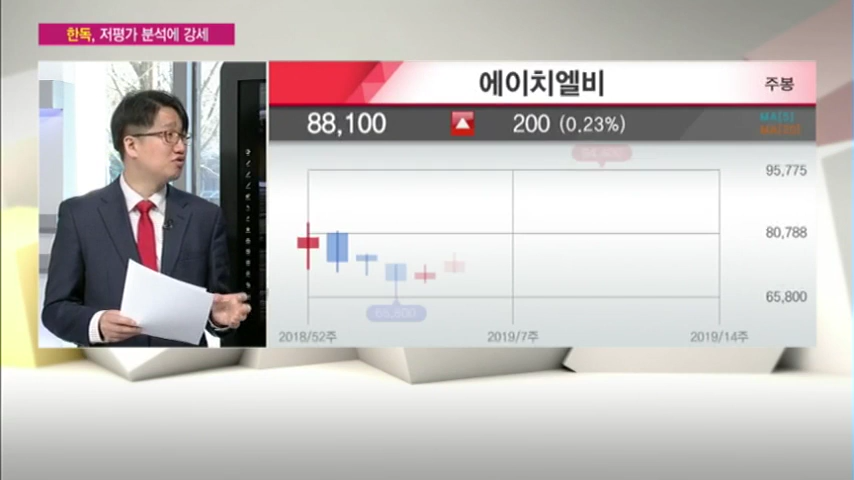 한독, 저평가 분석에 강세
에이치엘비
주봉
88,100
200 (0.23%)
95,775
80,788
65,800
65,800
2018/52주
2019/7주
2019/14주